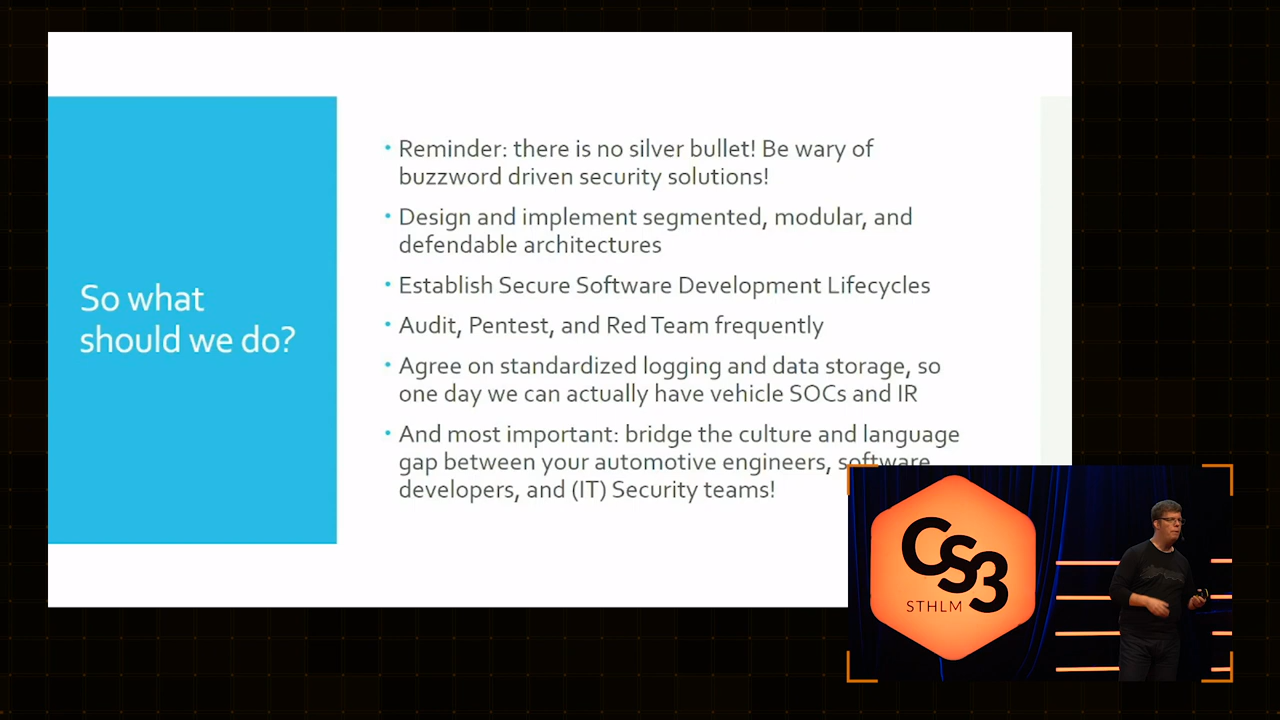 So what
should we do?
• Reminder: there is no silver bullet! Be wary of
buzzword driven security solutions!
• Design and implement segmented, modular, and
defendable architectures
• Establish Secure Software Development Lifecycles
• Audit, Pentest, and Red Team frequently
• Agree on standardized logging and data storage, so
one day we can actually have vehicle SOCs and IR
• And most important: bridge the culture and language
gap between your automotive engineers, software
developers, and (IT) Security teams!
CS3
STHLM